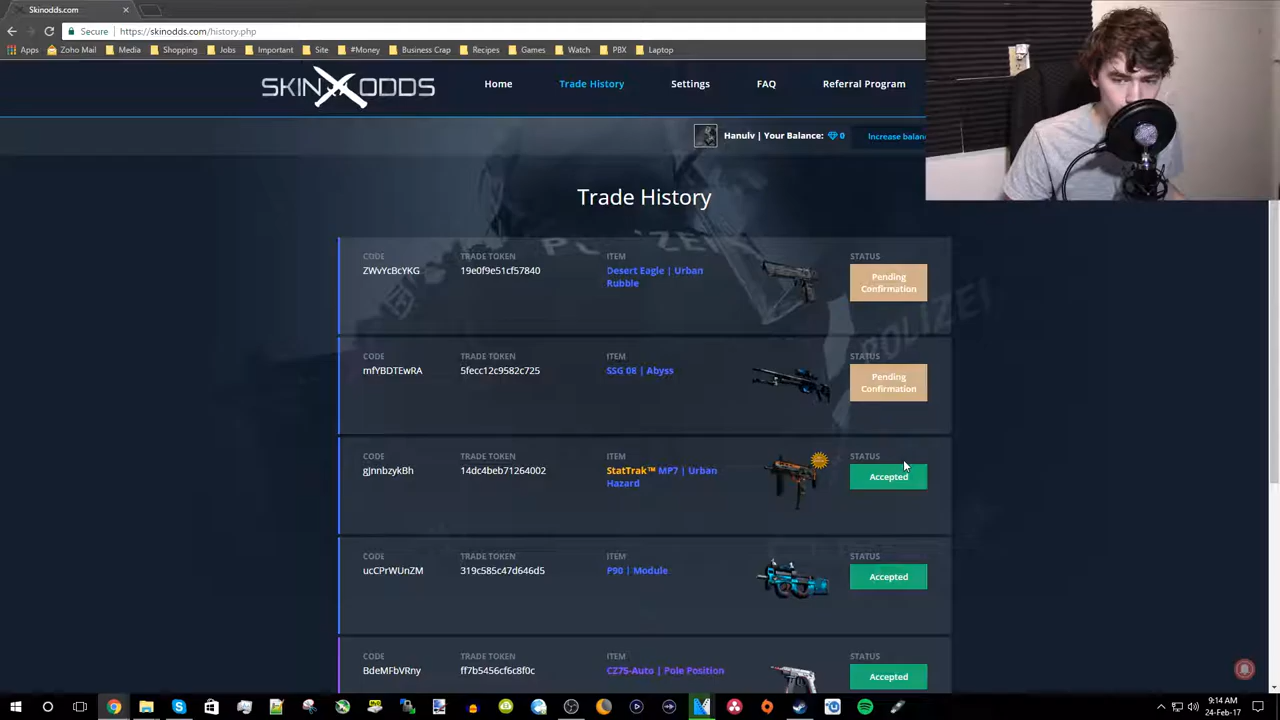 Skinodds.com
Secure https://skinodds.com/history.php
Apps Zoho Mail Media Shopping Jobs Important Site #Money Business Crap Recipes Games Watch PBX Laptop
SKIN ODDS Home Trade History Settings FAQ Referral Program
Hanulv | Your Balance: 0 Increase balan
Trade History
POLIZEI
POLIZEI
CODE TRADE TOKEN ITEM STATUS
ZWvYcBcYKG 19e0f9e51cf57840 Desert Eagle | Urban Rubble Pending Confirmation
CODE TRADE TOKEN ITEM STATUS
mfYBDTEwRA 5fecc12c9582c725 SSG 08 | Abyss Pending Confirmation
CODE TRADE TOKEN ITEM STATUS
gjnnbzykBh 14dc4beb71264002 StatTrak™ MP7 | Urban Hazard Accepted
CODE TRADE TOKEN ITEM STATUS
ucCPrWUnZM 319c585c47d646d5 P90 | Module Accepted
CODE TRADE TOKEN ITEM STATUS
BdeMFbVRny ff7b5456cf6c8f0c CZ75-Auto | Pole Position Accepted
9:14 AM
24-Feb-17